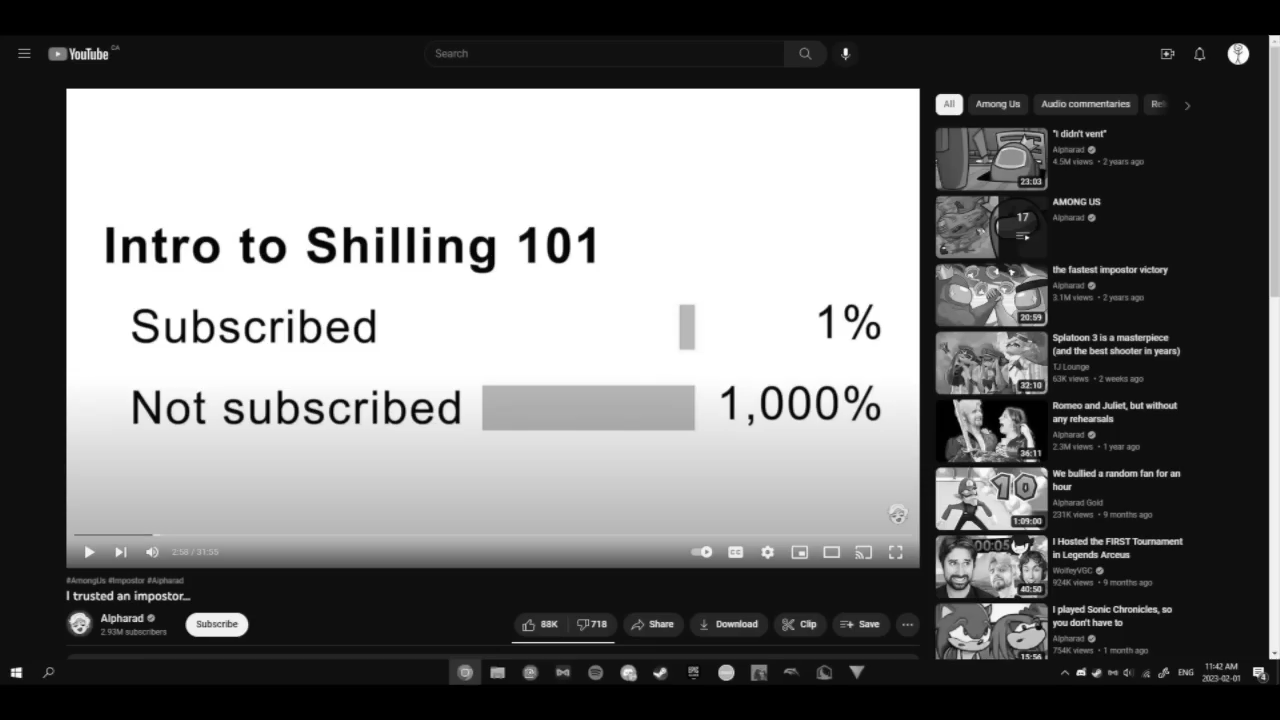 YouTube CA
Search
Intro to Shilling 101
Subscribed 1%
Not subscribed 1,000%
2:58 / 31:55
CC
#AmongUs #Impostor #Alpharad
I trusted an impostor...
Alpharad
2.93M subscribers
Subscribe
88K
718
Share
Download
Clip
Save
All
Among Us
Audio commentaries
"I didn't vent"
Alpharad
4.5M views • 2 years ago
23:03
AMONG US
Alpharad
17
the fastest impostor victory
Alpharad
3.1M views • 2 years ago
20:59
Splatoon 3 is a masterpiece
(and the best shooter in years)
TJ Lounge
63K views • 2 weeks ago
32:10
Romeo and Juliet, but without
any rehearsals
Alpharad
2.3M views • 1 year ago
36:11
We bullied a random fan for an
hour
Alpharad Gold
231K views • 9 months ago
10
1:09:00
I Hosted the FIRST Tournament
in Legends Arceus
WolfeyVGC
924K views • 9 months ago
00:05
40:50
I played Sonic Chronicles, so
you don't have to
Alpharad
754K views • 1 month ago
15:56
ENG
11:42 AM
2023-02-01